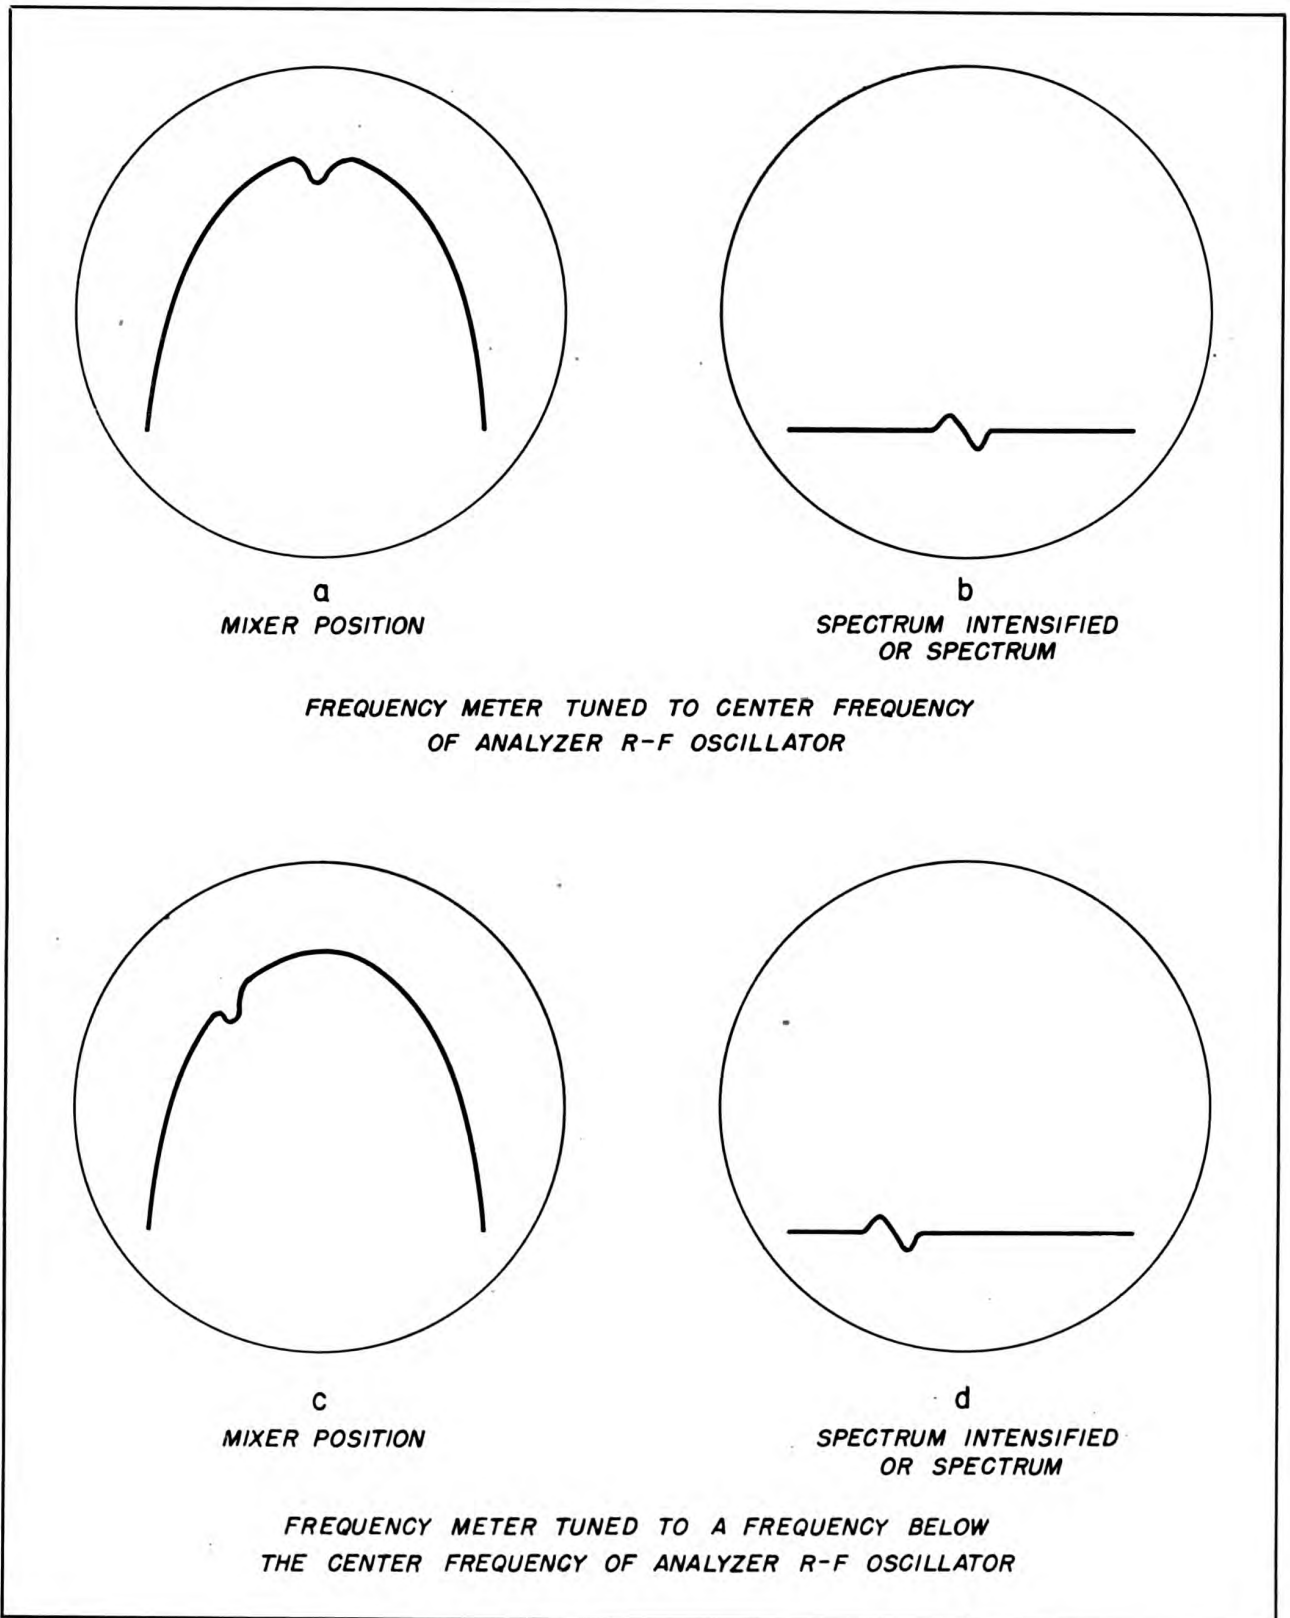 a
MIXER POSITION
b
SPECTRUM INTENSIFIED
OR SPECTRUM
FREQUENCY METER TUNED TO CENTER FREQUENCY
OF ANALYZER R-F OSCILLATOR
c
MIXER POSITION
d
SPECTRUM INTENSIFIED
OR SPECTRUM
FREQUENCY METER TUNED TO A FREQUENCY BELOW
THE CENTER FREQUENCY OF ANALYZER R-F OSCILLATOR